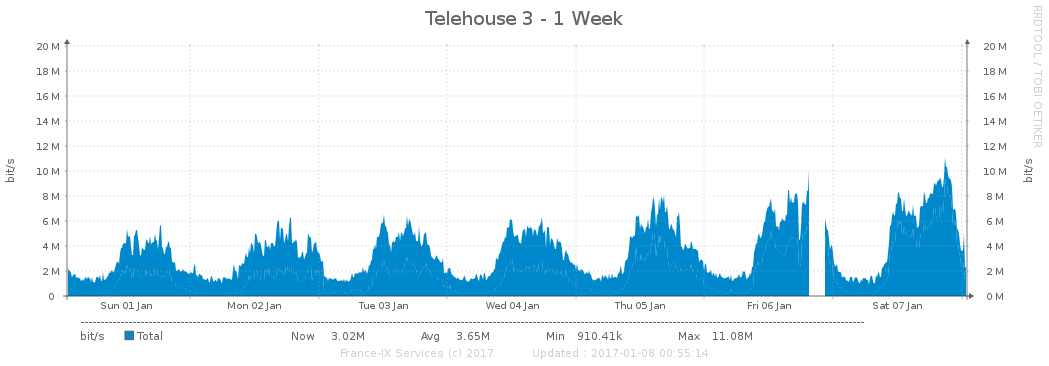 Telehouse 3 - 1 Week
RRDTOOL / TOBI OETIKER
bit/s
bit/s
20 M 20 M
18 M 18 M
16 M 16 M
14 M 14 M
12 M 12 M
10 M 10 M
8 M 8 M
6 M 6 M
4 M 4 M
2 M 2 M
0 0 M
Sun 01 Jan Mon 02 Jan Tue 03 Jan Wed 04 Jan Thu 05 Jan Fri 06 Jan Sat 07 Jan
bit/s Total Now 3.02M Avg 3.65M Min 910.41k Max 11.08M
France-IX Services (c) 2017 Updated : 2017-01-08 00:55:14